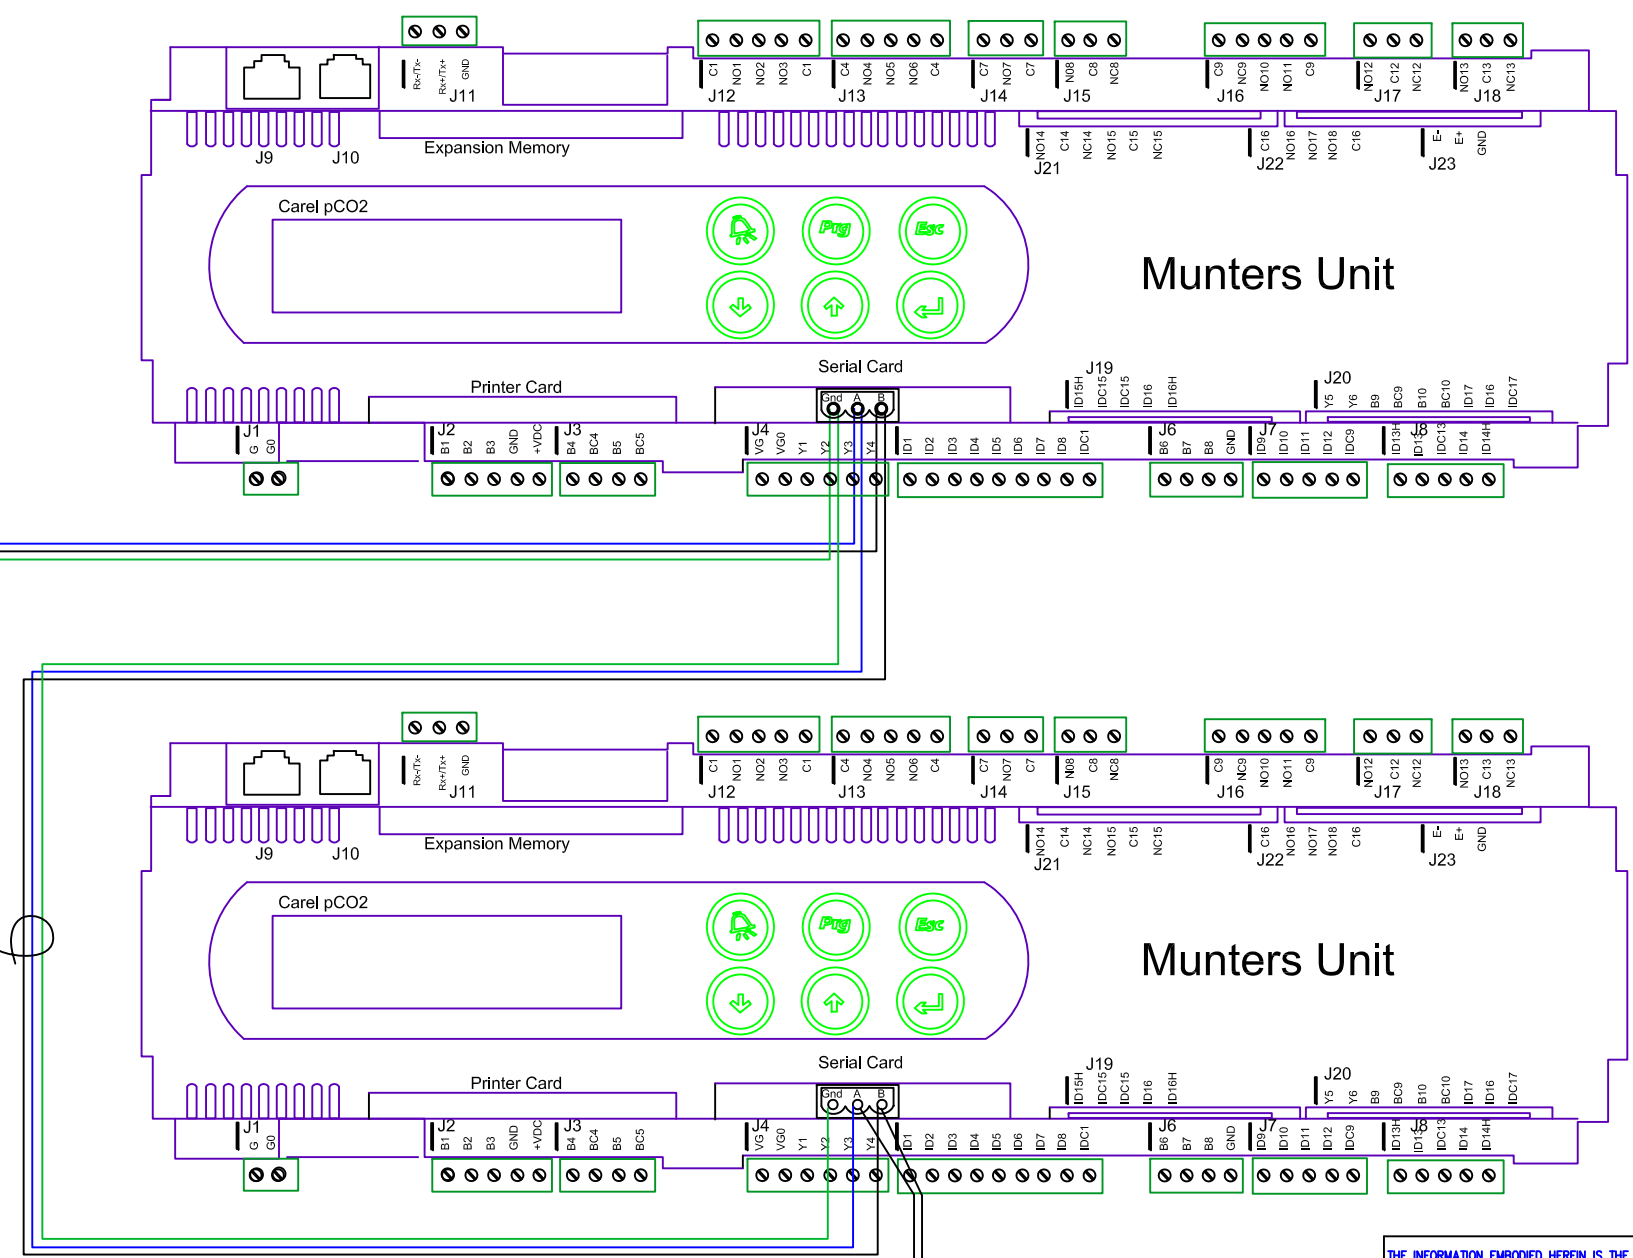 Rx-/Tx- Rx+/Tx+ GND
J11
C1 NO1 NO2 NO3 C1
J12
C4 NO4 NO5 NO6 C4
J13
C7 NO7 C7
J14
N08 C8 NC8
J15
C9 NC9 NO10 NO11 C9
J16
NO12 C12 NC12
J17
NO13 C13 NC13
J18
J9 J10
Expansion Memory
NO14 C14 NC14 NO15 C15 NC15
J21
C16 NO16 NO17 NO18 C16
J22
E- E+ GND
J23
Carel pCO2
Prg Esc
Munters Unit
Printer Card
Serial Card
Gnd A B
J19
ID15H IDC15 IDC15 ID16 ID16H
J20
Y5 Y6 B9 BC9 B10 BC10 ID17 ID16 IDC17
J1
G G0
J2
B1 B2 B3 GND +VDC
J3
B4 BC4 B5 BC5
J4
VG VG0 Y1 Y2 Y3 Y4
ID1 ID2 ID3 ID4 ID5 ID6 ID7 ID8 IDC1
J6
B6 B7 B8 GND
J7
ID9 ID10 ID11 ID12 IDC9
J8
ID13H ID13 IDC13 ID14 ID14H
Rx-/Tx- Rx+/Tx+ GND
J11
C1 NO1 NO2 NO3 C1
J12
C4 NO4 NO5 NO6 C4
J13
C7 NO7 C7
J14
N08 C8 NC8
J15
C9 NC9 NO10 NO11 C9
J16
NO12 C12 NC12
J17
NO13 C13 NC13
J18
J9 J10
Expansion Memory
NO14 C14 NC14 NO15 C15 NC15
J21
C16 NO16 NO17 NO18 C16
J22
E- E+ GND
J23
Carel pCO2
Prg Esc
Munters Unit
Printer Card
Serial Card
Gnd A B
J19
ID15H IDC15 IDC15 ID16 ID16H
J20
Y5 Y6 B9 BC9 B10 BC10 ID17 ID16 IDC17
J1
G G0
J2
B1 B2 B3 GND +VDC
J3
B4 BC4 B5 BC5
J4
VG VG0 Y1 Y2 Y3 Y4
ID1 ID2 ID3 ID4 ID5 ID6 ID7 ID8 IDC1
J6
B6 B7 B8 GND
J7
ID9 ID10 ID11 ID12 IDC9
J8
ID13H ID13 IDC13 ID14 ID14H
THE INFORMATION EMBODIED HEREIN IS THE